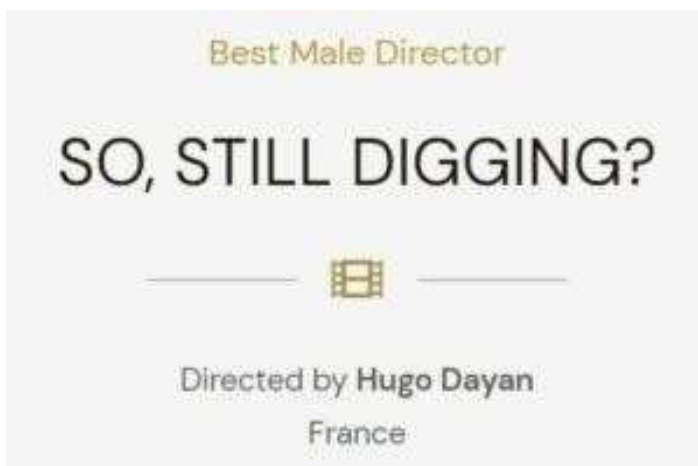 Best Male Director
SO, STILL DIGGING?
Directed by Hugo Dayan
France